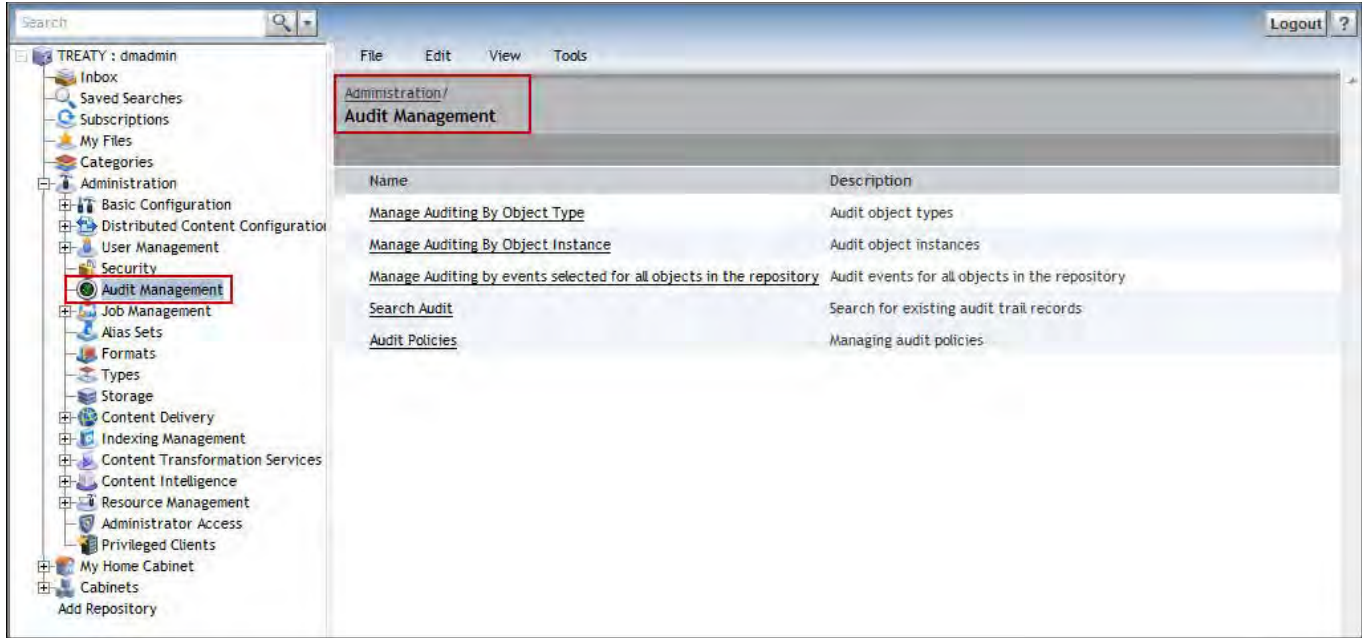 Search
Logout ?
TREATY : dmadmin
Inbox
Saved Searches
Subscriptions
My Files
Categories
Administration
Basic Configuration
Distributed Content Configuratio
User Management
Security
Audit Management
Job Management
Alias Sets
Formats
Types
Storage
Content Delivery
Indexing Management
Content Transformation Services
Content Intelligence
Resource Management
Administrator Access
Privileged Clients
My Home Cabinet
Cabinets
Add Repository
File Edit View Tools
Administration/
Audit Management
Name Description
Manage Auditing By Object Type Audit object types
Manage Auditing By Object Instance Audit object instances
Manage Auditing by events selected for all objects in the repository Audit events for all objects in the repository
Search Audit Search for existing audit trail records
Audit Policies Managing audit policies